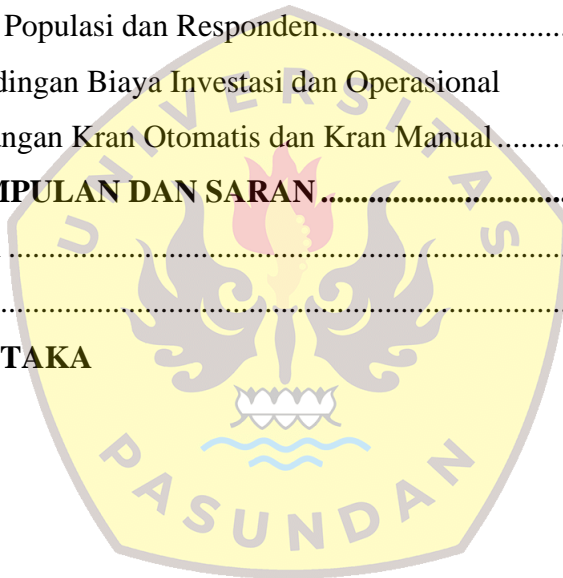 Populasi dan Responden
dingan Biaya Investasi dan Operasional
ngan Kran Otomatis dan Kran Manual
MPULAN DAN SARAN
TAKA
UNIVERSITAS
PASUNDAN